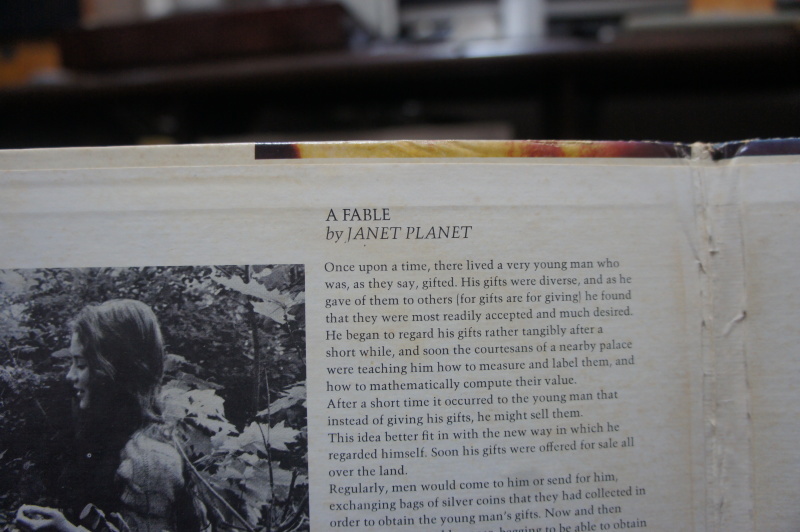 A FABLE
by JANET PLANET
Once upon a time, there lived a very young man who
was, as they say, gifted. His gifts were diverse, and as he
gave of them to others (for gifts are for giving) he found
that they were most readily accepted and much desired.
He began to regard his gifts rather tangibly after a
short while, and soon the courtesans of a nearby palace
were teaching him how to measure and label them, and
how to mathematically compute their value.
After a short time it occurred to the young man that
instead of giving his gifts, he might sell them.
This idea better fit in with the new way in which he
regarded himself. Soon his gifts were offered for sale all
over the land.
Regularly, men would come to him or send for him,
exchanging bags of silver coins that they had collected in
order to obtain the young man's gifts. Now and then
begging to be able to obtain